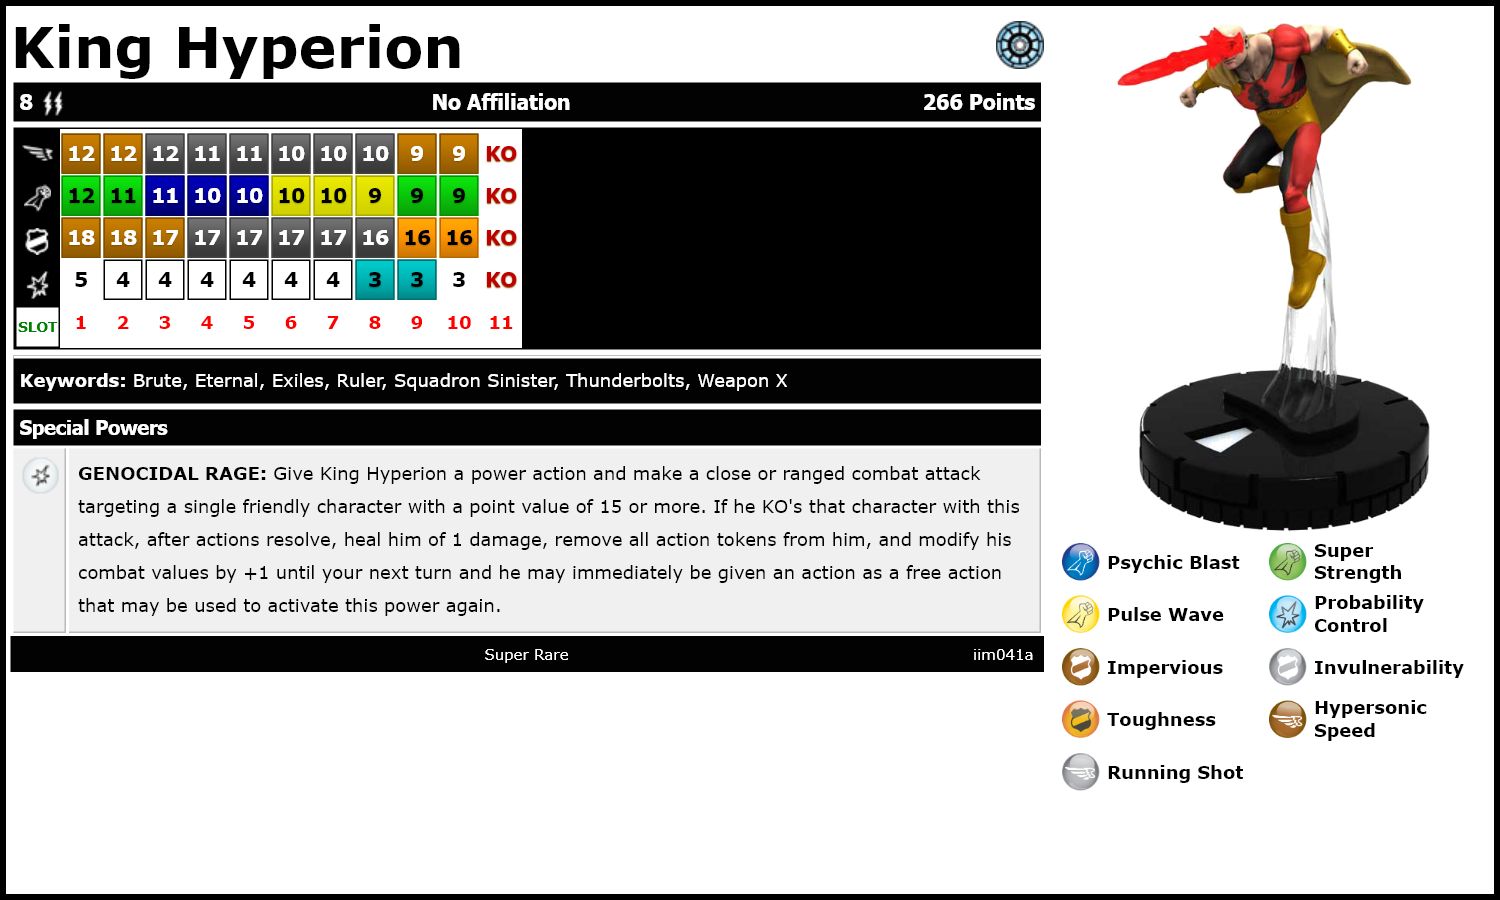 King Hyperion
8 No Affiliation 266 Points
12 12 12 11 11 10 10 10 9 9 KO
12 11 11 10 10 10 10 9 9 9 KO
18 18 17 17 17 17 17 16 16 16 KO
5 4 4 4 4 4 4 3 3 3 KO
SLOT 1 2 3 4 5 6 7 8 9 10 11
Keywords: Brute, Eternal, Exiles, Ruler, Squadron Sinister, Thunderbolts, Weapon X
Special Powers
GENOCIDAL RAGE: Give King Hyperion a power action and make a close or ranged combat attack
targeting a single friendly character with a point value of 15 or more. If he KO's that character with this
attack, after actions resolve, heal him of 1 damage, remove all action tokens from him, and modify his
combat values by +1 until your next turn and he may immediately be given an action as a free action
that may be used to activate this power again.
Super Rare iim041a
Psychic Blast
Super
Strength
Pulse Wave
Probability
Control
Impervious
Invulnerability
Toughness
Hypersonic
Speed
Running Shot